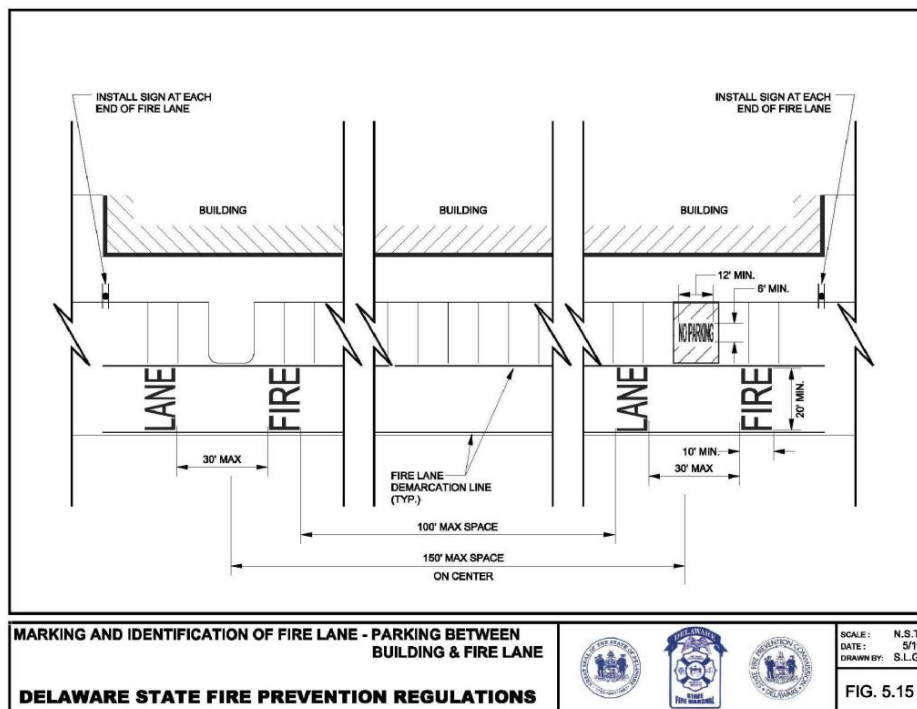 INSTALL SIGN AT EACH
END OF FIRE LANE
INSTALL SIGN AT EACH
END OF FIRE LANE
BUILDING
BUILDING
BUILDING
12' MIN.
6' MIN.
NO PARKING
LANE
FIRE
LANE
FIRE
20' MIN.
10' MIN.
30' MAX
30' MAX
FIRE LANE
DEMARCATION LINE
(TYP.)
100' MAX SPACE
150' MAX SPACE
ON CENTER
MARKING AND IDENTIFICATION OF FIRE LANE - PARKING BETWEEN
BUILDING & FIRE LANE
DELAWARE STATE FIRE PREVENTION REGULATIONS
DELAWARE
STATE
FIRE MARSHAL
SCALE: N.S.T
DATE: 5/1
DRAWN BY: S.L.G
FIG. 5.15